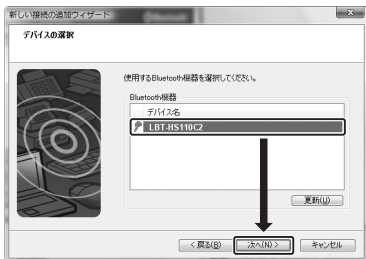 新しい接続の追加ウィザード
デバイスの選択
使用するBluetooth機器を選択してください。
Bluetooth機器
デバイス名
LBT-HS110C2
更新(U)
< 戻る(B)
次へ(N) >
キャンセル